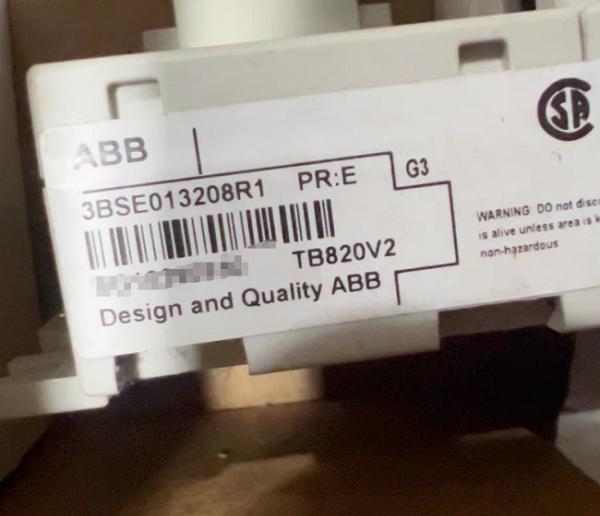 ABB
3BSE013208R1 PR:E G3
TB820V2
Design and Quality ABB
SA
WARNING: DO not disc
is alive unless area is k
non-hazardous